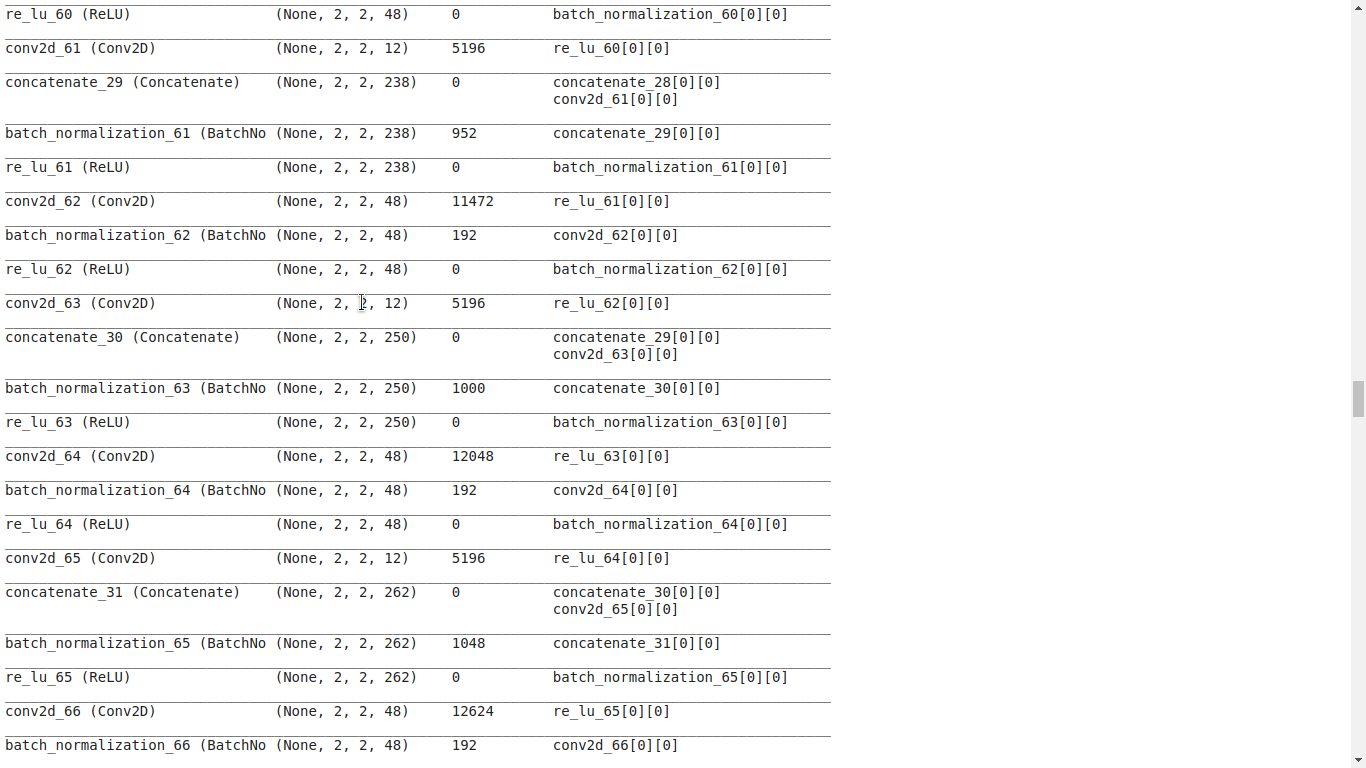 re_lu_60 (ReLU) (None, 2, 2, 48) 0 batch_normalization_60[0][0]
conv2d_61 (Conv2D) (None, 2, 2, 12) 5196 re_lu_60[0][0]
concatenate_29 (Concatenate) (None, 2, 2, 238) 0 concatenate_28[0][0]
conv2d_61[0][0]
batch_normalization_61 (BatchNo (None, 2, 2, 238) 952 concatenate_29[0][0]
re_lu_61 (ReLU) (None, 2, 2, 238) 0 batch_normalization_61[0][0]
conv2d_62 (Conv2D) (None, 2, 2, 48) 11472 re_lu_61[0][0]
batch_normalization_62 (BatchNo (None, 2, 2, 48) 192 conv2d_62[0][0]
re_lu_62 (ReLU) (None, 2, 2, 48) 0 batch_normalization_62[0][0]
conv2d_63 (Conv2D) (None, 2, 2, 12) 5196 re_lu_62[0][0]
concatenate_30 (Concatenate) (None, 2, 2, 250) 0 concatenate_29[0][0]
conv2d_63[0][0]
batch_normalization_63 (BatchNo (None, 2, 2, 250) 1000 concatenate_30[0][0]
re_lu_63 (ReLU) (None, 2, 2, 250) 0 batch_normalization_63[0][0]
conv2d_64 (Conv2D) (None, 2, 2, 48) 12048 re_lu_63[0][0]
batch_normalization_64 (BatchNo (None, 2, 2, 48) 192 conv2d_64[0][0]
re_lu_64 (ReLU) (None, 2, 2, 48) 0 batch_normalization_64[0][0]
conv2d_65 (Conv2D) (None, 2, 2, 12) 5196 re_lu_64[0][0]
concatenate_31 (Concatenate) (None, 2, 2, 262) 0 concatenate_30[0][0]
conv2d_65[0][0]
batch_normalization_65 (BatchNo (None, 2, 2, 262) 1048 concatenate_31[0][0]
re_lu_65 (ReLU) (None, 2, 2, 262) 0 batch_normalization_65[0][0]
conv2d_66 (Conv2D) (None, 2, 2, 48) 12624 re_lu_65[0][0]
batch_normalization_66 (BatchNo (None, 2, 2, 48) 192 conv2d_66[0][0]